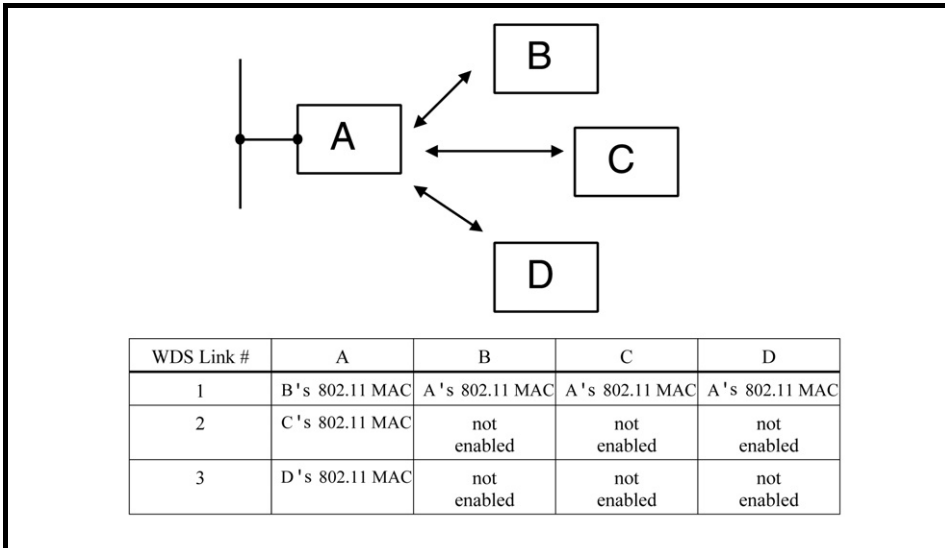 B
A
C
D
WDS Link # A B C D
1 B's 802.11 MAC A's 802.11 MAC A's 802.11 MAC A's 802.11 MAC
2 C's 802.11 MAC not enabled not enabled not enabled
3 D's 802.11 MAC not enabled not enabled not enabled